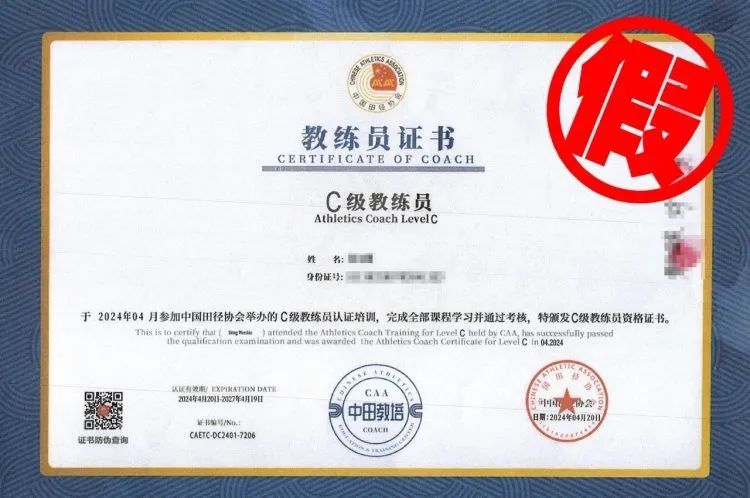 CHINESE ATHLETICS ASSOCIATION
中国田径协会
假
教练员证书
CERTIFICATE OF COACH
C级教练员
Athletics Coach Level C
姓 名:
身份证号:
于 2024年04 月参加中国田径协会举办的 C级教练员认证培训，完成全部课程学习并通过考核，特颁发C级教练员资格证书。
This is to certify that ( ) attended the Athletics Coach Training for Level C held by CAA, has successfully passed
the qualification examination and was awarded the Athletics Coach Certificate for Level C in 04.2024
认证有效期/ EXPIRATION DATE
2024年4月20日-2027年4月19日
证书编号/No.:
CAETC-DC2401-7206
证书防伪查询
CHINESE ATHLETICS
CAA
中田教培
COACH
EDUCATION & TRAINING CENTER
中国田径协会
CHINESE ATHLETIC ASSOCIATION
日期:2024年04月20日